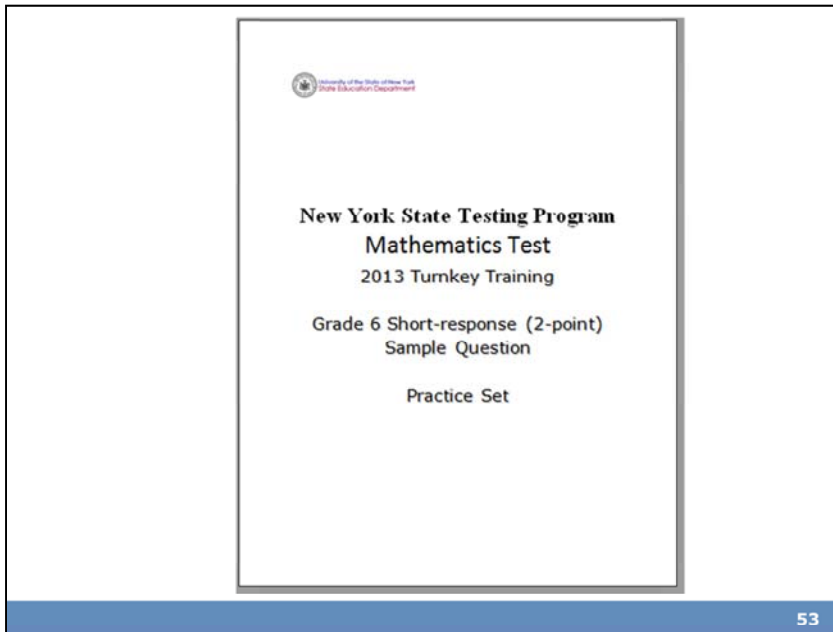 University of the State of New York
State Education Department
New York State Testing Program
Mathematics Test
2013 Turnkey Training
Grade 6 Short-response (2-point)
Sample Question
Practice Set
53